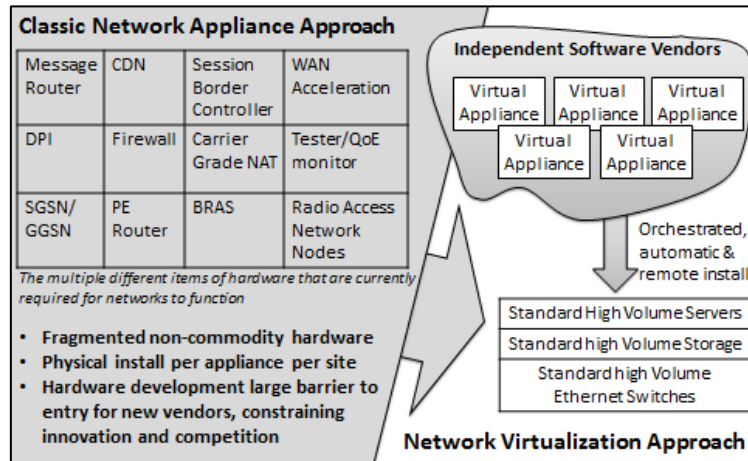 Classic Network Appliance Approach
Message Router
CDN
Session Border Controller
WAN Acceleration
DPI
Firewall
Carrier Grade NAT
Tester/QoE monitor
SGSN/ GGSN
PE Router
BRAS
Radio Access Network Nodes
The multiple different items of hardware that are currently
required for networks to function
• Fragmented non-commodity hardware
• Physical install per appliance per site
• Hardware development large barrier to
entry for new vendors, constraining
innovation and competition
Independent Software Vendors
Virtual Appliance
Virtual Appliance
Virtual Appliance
Virtual Appliance
Virtual Appliance
Orchestrated,
automatic &
remote install
Standard High Volume Servers
Standard high Volume Storage
Standard high Volume
Ethernet Switches
Network Virtualization Approach